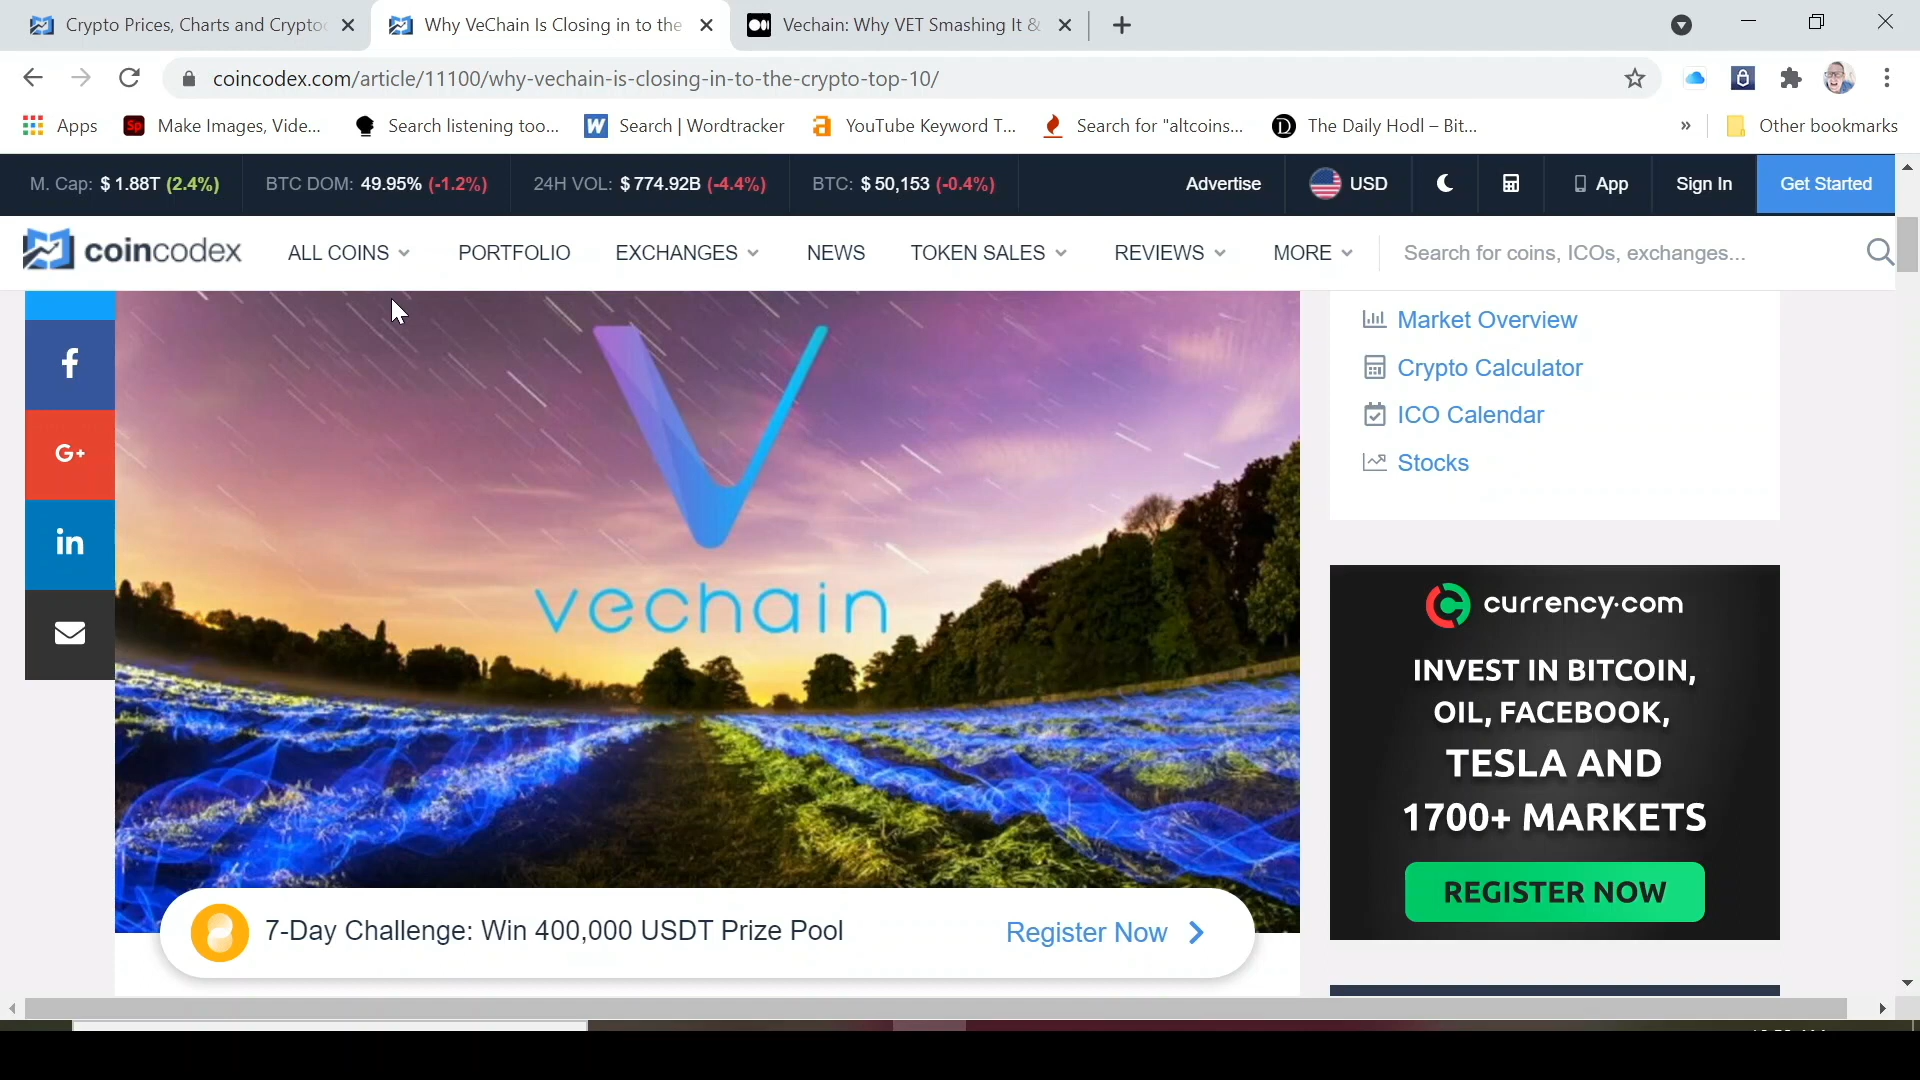 Crypto Prices, Charts and Crypto
Why VeChain Is Closing in to the
Vechain: Why VET Smashing It &
coincodex.com/article/11100/why-vechain-is-closing-in-to-the-crypto-top-10/
Apps
Make Images, Vide...
Search listening too...
Search | Wordtracker
YouTube Keyword T...
Search for "altcoins...
The Daily Hodl – Bit...
»
Other bookmarks
M. Cap: $ 1.88T (2.4%)
BTC DOM: 49.95% (-1.2%)
24H VOL: $ 774.92B (-4.4%)
BTC: $ 50,153 (-0.4%)
Advertise
USD
App
Sign In
Get Started
coincodex
ALL COINS
PORTFOLIO
EXCHANGES
NEWS
TOKEN SALES
REVIEWS
MORE
Search for coins, ICOs, exchanges...
f
G+
in
vechain
Market Overview
Crypto Calculator
ICO Calendar
Stocks
currency.com
INVEST IN BITCOIN,
OIL, FACEBOOK,
TESLA AND
1700+ MARKETS
REGISTER NOW
7-Day Challenge: Win 400,000 USDT Prize Pool
Register Now